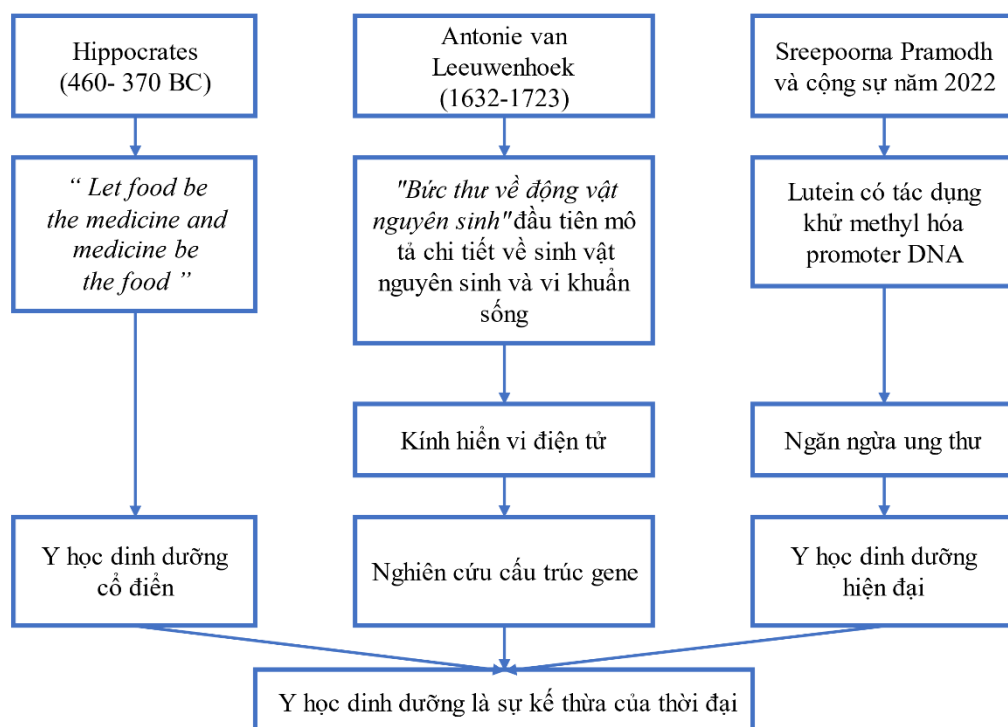 Hippocrates
(460- 370 BC)
Antonie van
Leeuwenhoek
(1632-1723)
Sreepoorna Pramodh
và cộng sự năm 2022
“ Let food be
the medicine and
medicine be
the food ”
"Bức thư về động vật
nguyên sinh" đầu tiên mô
tả chi tiết về sinh vật
nguyên sinh và vi khuẩn
sống
Lutein có tác dụng
khử methyl hóa
promoter DNA
Kính hiển vi điện tử
Ngăn ngừa ung thư
Y học dinh dưỡng
cổ điển
Nghiên cứu cấu trúc gene
Y học dinh dưỡng
hiện đại
Y học dinh dưỡng là sự kế thừa của thời đại